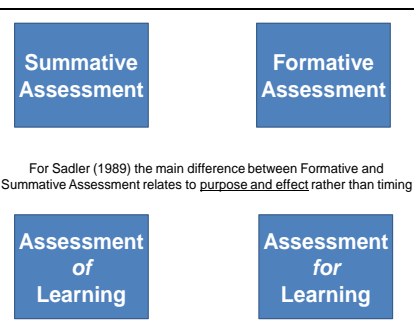 Summative
Assessment
Formative
Assessment
For Sadler (1989) the main difference between Formative and
Summative Assessment relates to purpose and effect rather than timing
Assessment
of
Learning
Assessment
for
Learning